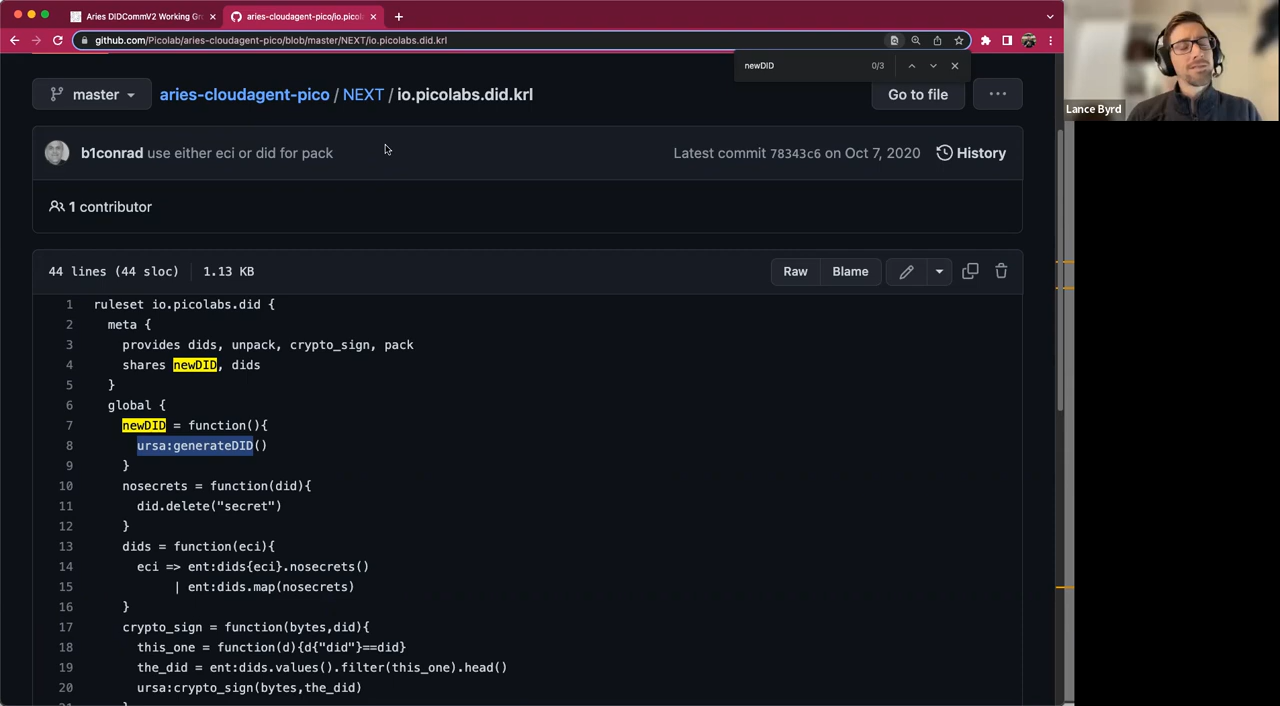 Aries DIDCommV2 Working Gr
aries-cloudagent-pico/io.picol
github.com/Picolab/aries-cloudagent-pico/blob/master/NEXT/io.picolabs.did.krl
newDID 0/3
Lance Byrd
master
aries-cloudagent-pico / NEXT / io.picolabs.did.krl
Go to file
b1conrad use either eci or did for pack
Latest commit 78343c6 on Oct 7, 2020 History
1 contributor
44 lines (44 sloc) 1.13 KB
Raw Blame
1 ruleset io.picolabs.did {
2 meta {
3 provides dids, unpack, crypto_sign, pack
4 shares newDID, dids
5 }
6 global {
7 newDID = function(){
8 ursa:generateDID()
9 }
10 nosecrets = function(did){
11 did.delete("secret")
12 }
13 dids = function(eci){
14 eci => ent:dids{eci}.nosecrets()
15 | ent:dids.map(nosecrets)
16 }
17 crypto_sign = function(bytes,did){
18 this_one = function(d){d{"did"}==did}
19 the_did = ent:dids.values().filter(this_one).head()
20 ursa:crypto_sign(bytes,the_did)